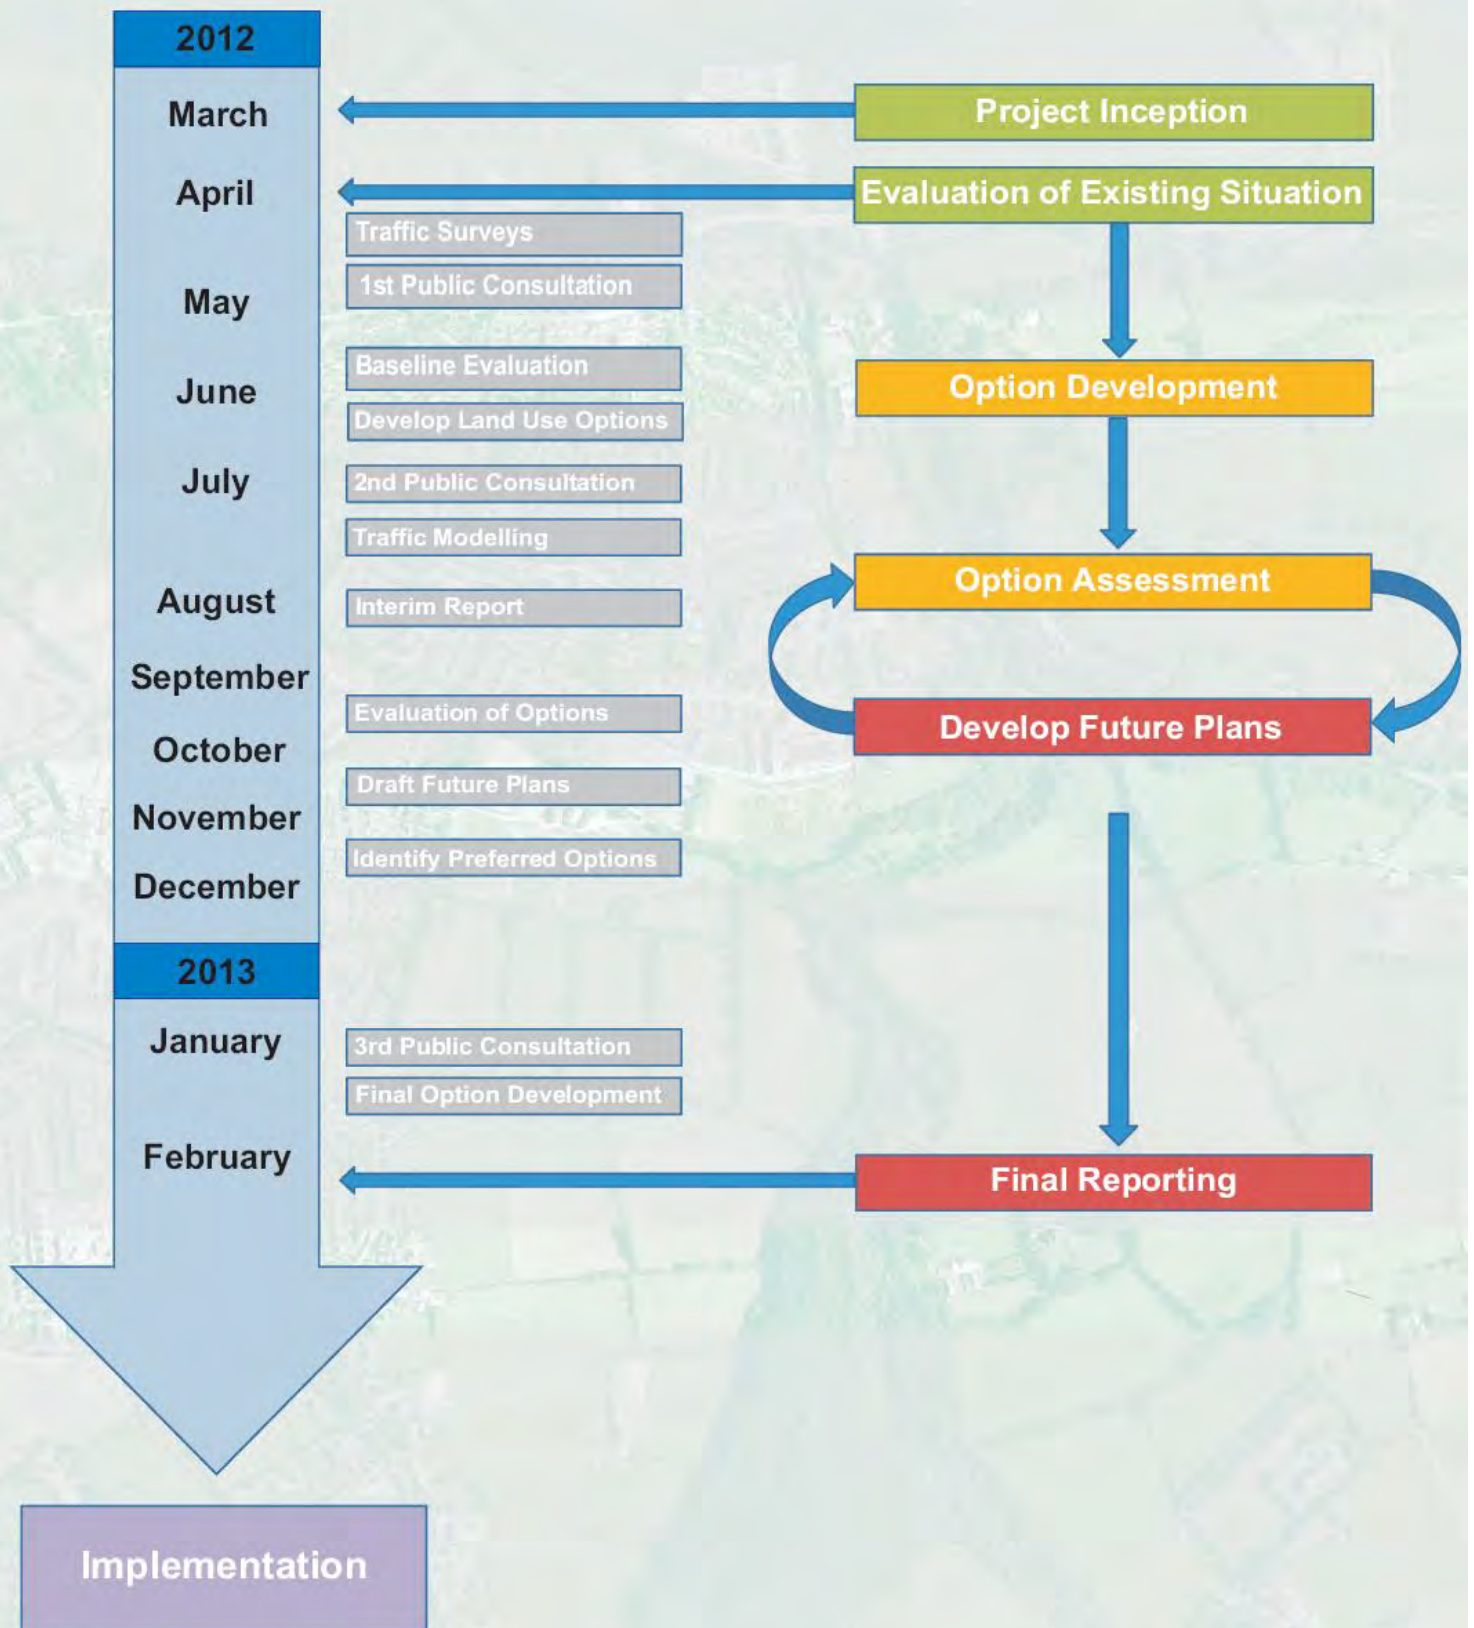 2012
March
Project Inception
April
Evaluation of Existing Situation
Traffic Surveys
1st Public Consultation
May
Baseline Evaluation
June
Option Development
Develop Land Use Options
July
2nd Public Consultation
Traffic Modelling
Option Assessment
August
Interim Report
September
Evaluation of Options
Develop Future Plans
October
Draft Future Plans
November
Identify Preferred Options
December
2013
January
3rd Public Consultation
Final Option Development
February
Final Reporting
Implementation